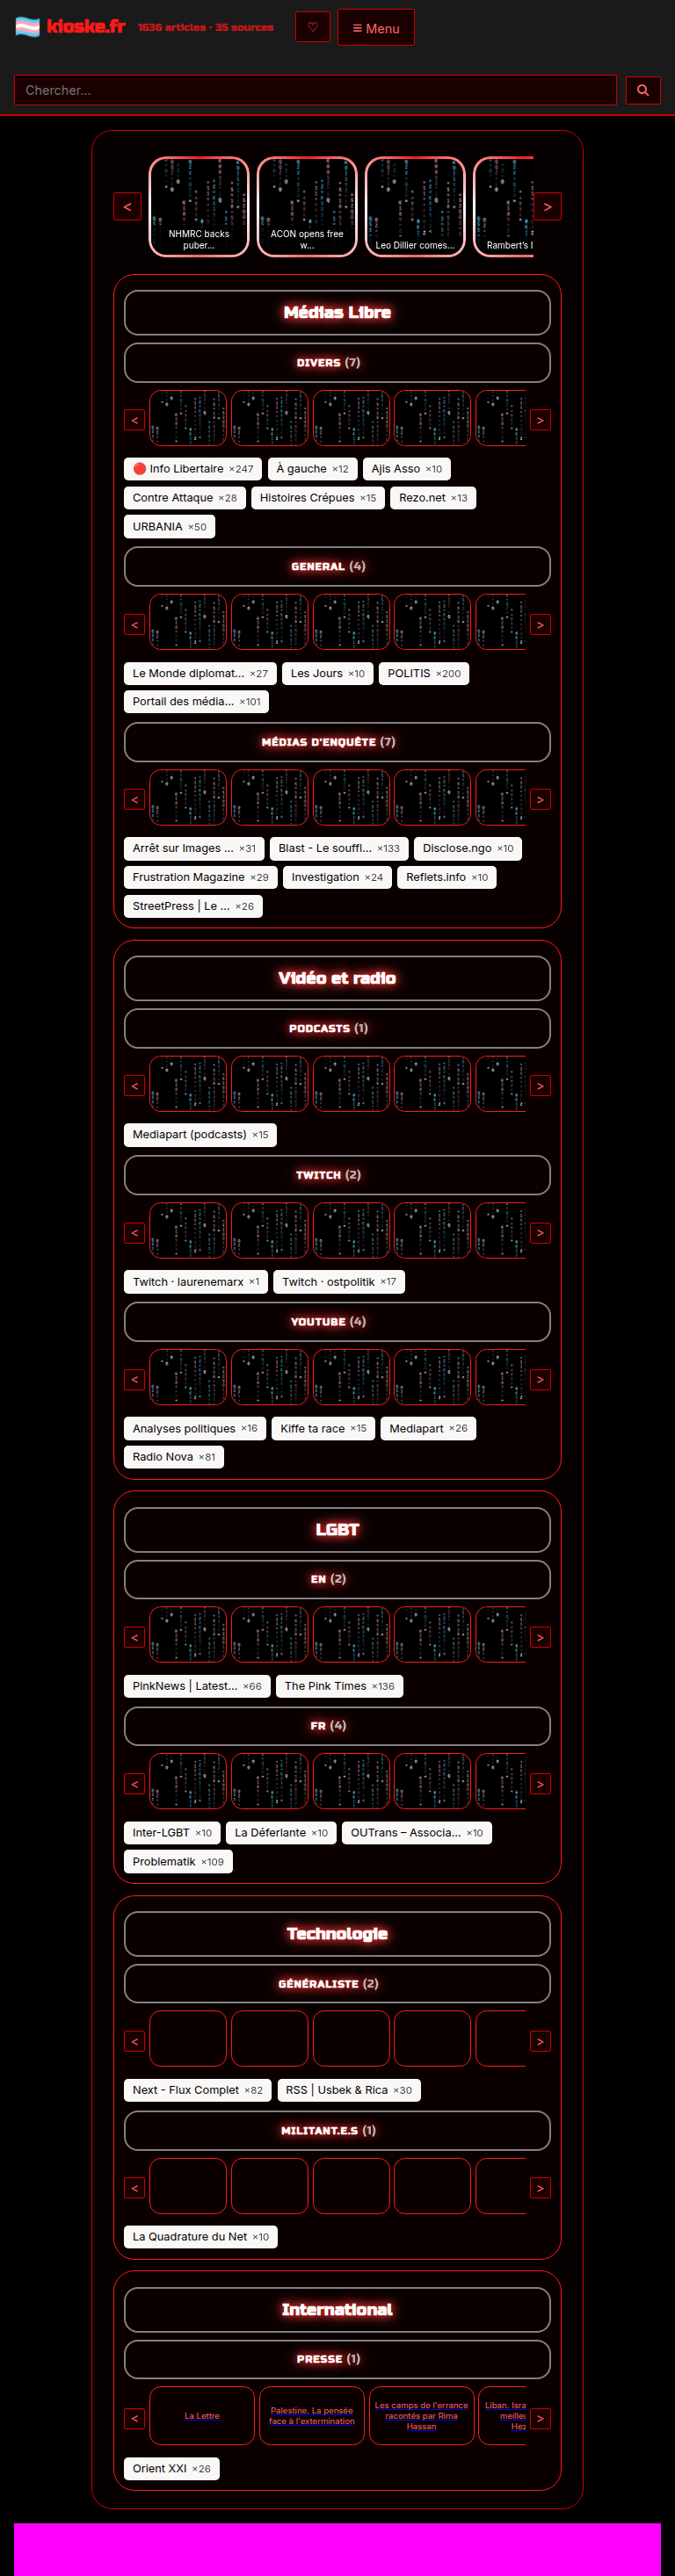 kioske.fr 1636 articles · 35 sources ♡ ≡ Menu
Chercher...
< >
NHMRC backs puber...
ACON opens free w...
Leo Dillier comes...
Rambert's
Médias Libre
DIVERS (7)
< >
🔴 Info Libertaire ×247 À gauche ×12 Ajis Asso ×10
Contre Attaque ×28 Histoires Crépues ×15 Rezo.net ×13
URBANIA ×50
GENERAL (4)
< >
Le Monde diplomat... ×27 Les Jours ×10 POLITIS ×200
Portail des média... ×101
MÉDIAS D'ENQUÊTE (7)
< >
Arrêt sur Images ... ×31 Blast - Le souffl... ×133 Disclose.ngo ×10
Frustration Magazine ×29 Investigation ×24 Reflets.info ×10
StreetPress | Le ... ×26
Vidéo et radio
PODCASTS (1)
< >
Mediapart (podcasts) ×15
TWITCH (2)
< >
Twitch · laurenemarx ×1 Twitch · ostpolitik ×17
YOUTUBE (4)
< >
Analyses politiques ×16 Kiffe ta race ×15 Mediapart ×26
Radio Nova ×81
LGBT
EN (2)
< >
PinkNews | Latest... ×66 The Pink Times ×136
FR (4)
< >
Inter-LGBT ×10 La Déferlante ×10 OUTrans – Associa... ×10
Problematik ×109
Technologie
GÉNÉRALISTE (2)
< >
Next - Flux Complet ×82 RSS | Usbek & Rica ×30
MILITANT.E.S (1)
< >
La Quadrature du Net ×10
International
PRESSE (1)
< >
La Lettre
Palestine. La pensée
face à l'extermination
Les camps de l'errance
racontés par Rima
Hassan
Liban, Isra
meilleu
Hez
Orient XXI ×26